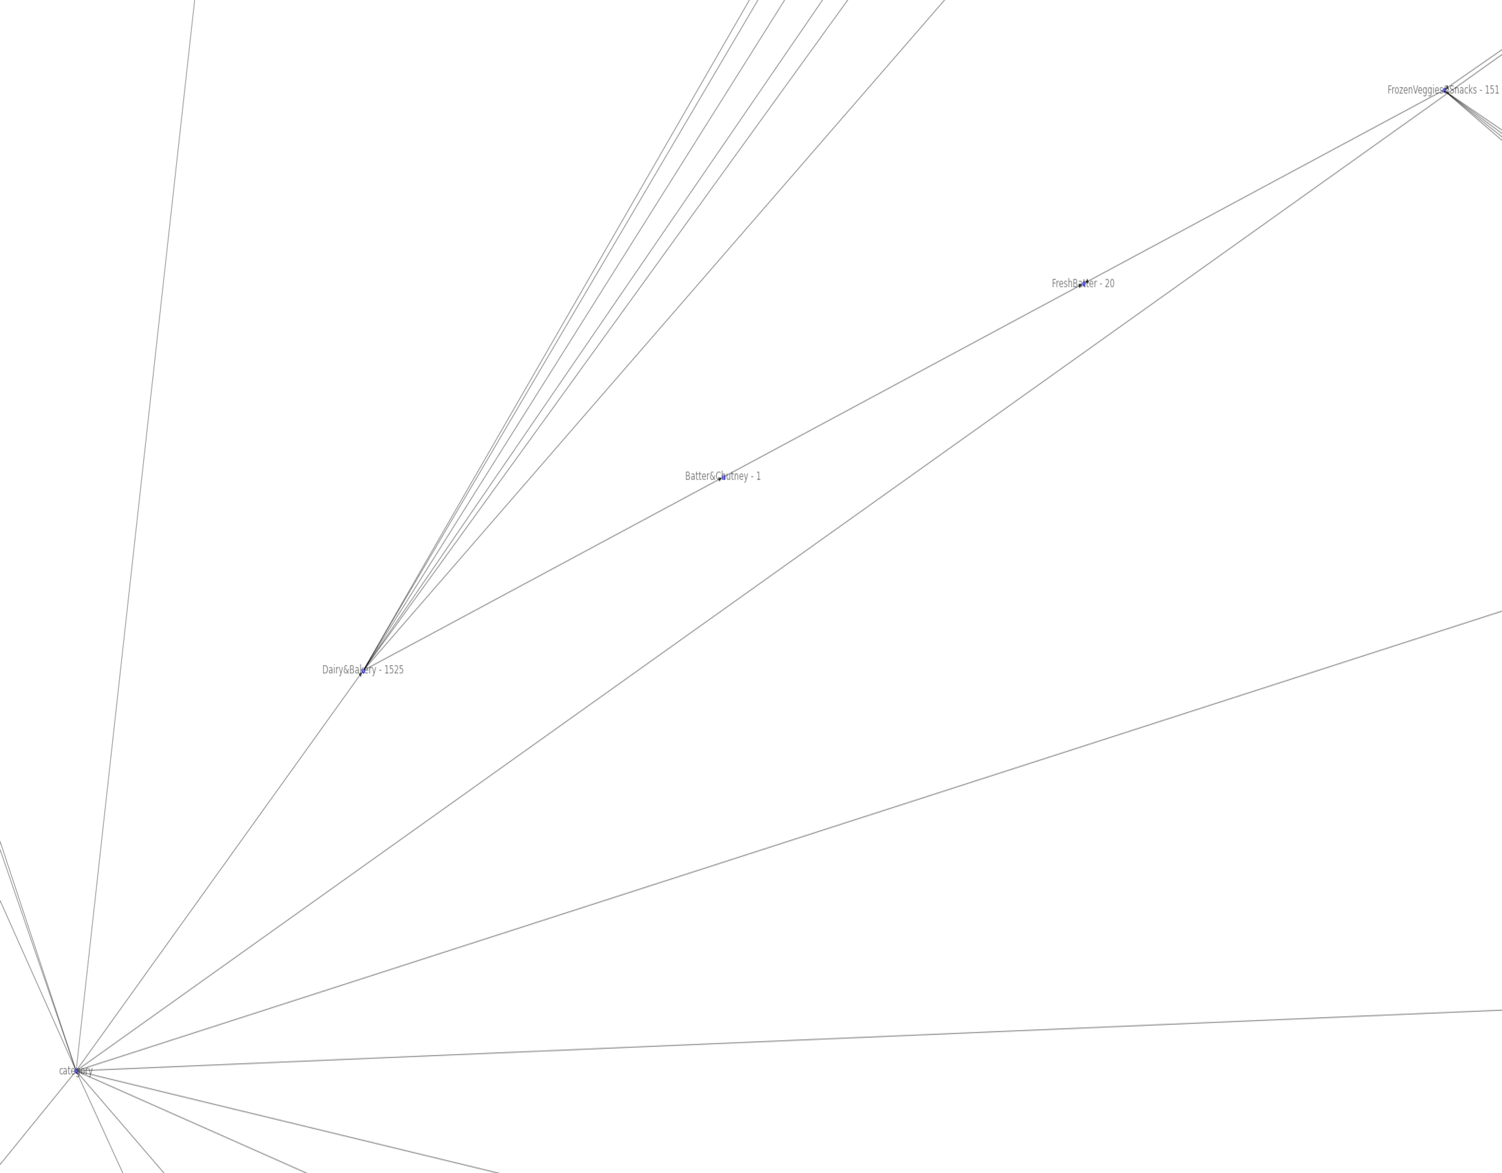 FrozenVeggies&Snacks - 151
FreshBatter - 20
Batter&Chutney - 1
Dairy&Bakery - 1525
category